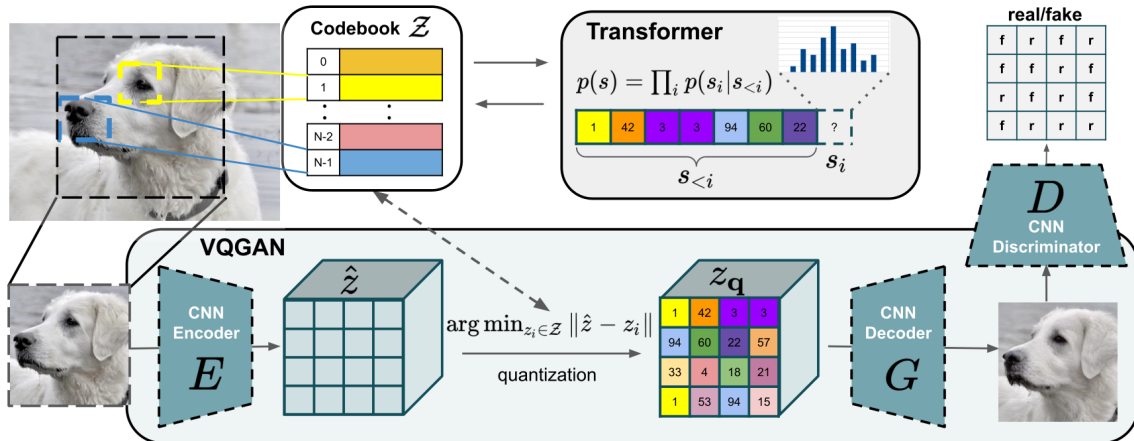 Codebook 𝒵
0
1
N-2
N-1
Transformer
p(s) = ∏ᵢ p(sᵢ|s<ᵢ)
1 42 3 3 94 60 22 ?
s<ᵢ
sᵢ
real/fake
f r f r
f f r r
r f r f
f r r f
D
CNN
Discriminator
VQGAN
CNN
Encoder
E
ẑ
arg min_{zᵢ∈𝒵} ‖ẑ − zᵢ‖
quantization
z_q
1 42 3 3
94 60 22 57
33 4 18 21
1 53 94 15
CNN
Decoder
G